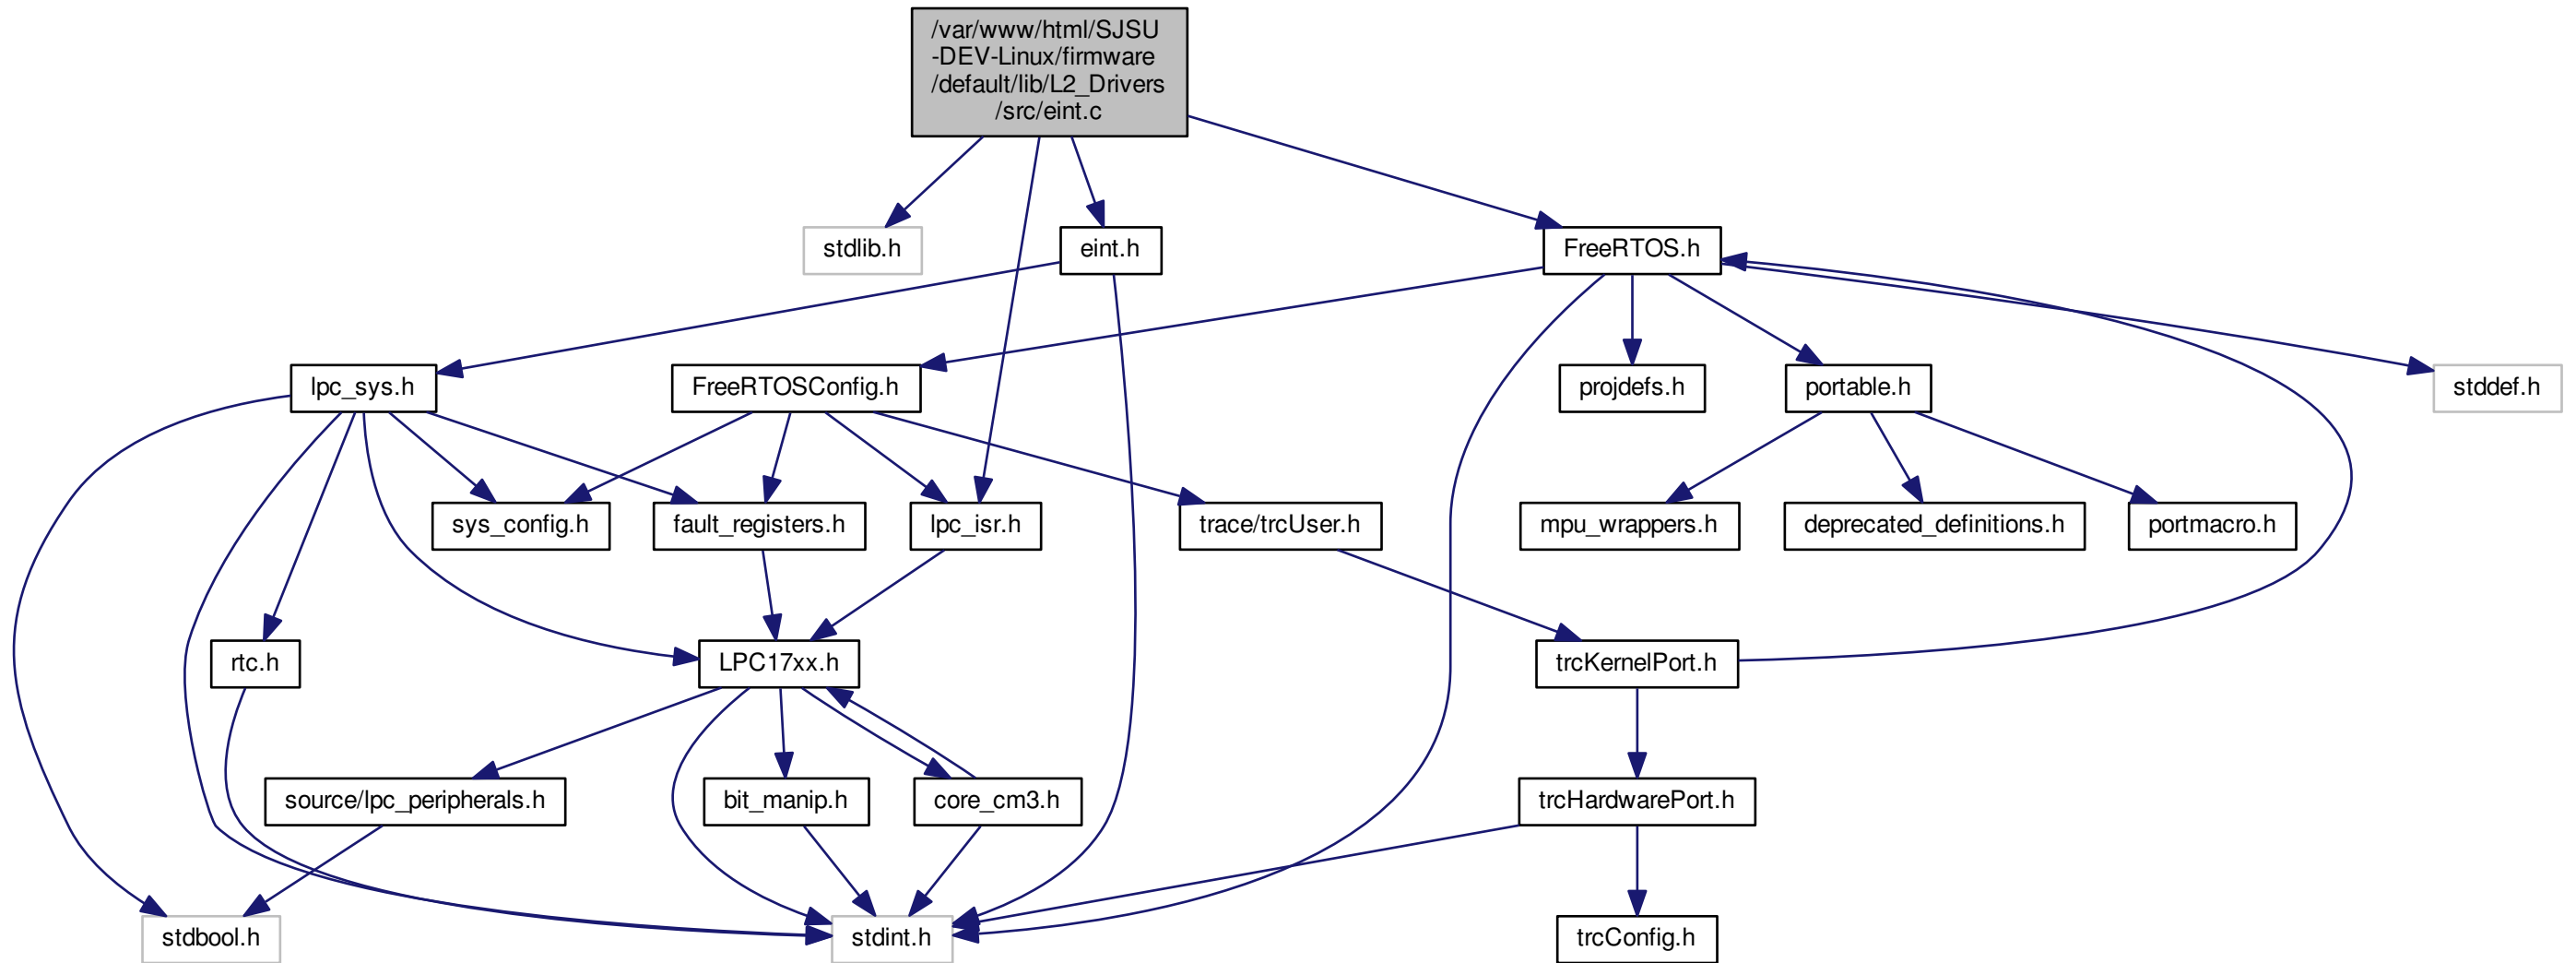 /var/www/html/SJSU
-DEV-Linux/firmware
/default/lib/L2_Drivers
/src/eint.c
stdlib.h
eint.h
FreeRTOS.h
lpc_sys.h
FreeRTOSConfig.h
projdefs.h
portable.h
stddef.h
sys_config.h
fault_registers.h
lpc_isr.h
trace/trcUser.h
mpu_wrappers.h
deprecated_definitions.h
portmacro.h
rtc.h
LPC17xx.h
trcKernelPort.h
source/lpc_peripherals.h
bit_manip.h
core_cm3.h
trcHardwarePort.h
stdbool.h
stdint.h
trcConfig.h